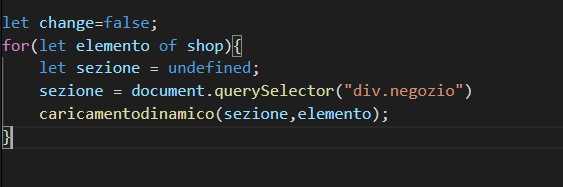 let change=false;
for(let elemento of shop){
    let sezione = undefined;
    sezione = document.querySelector("div.negozio")
    caricamentodinamico(sezione,elemento);
}